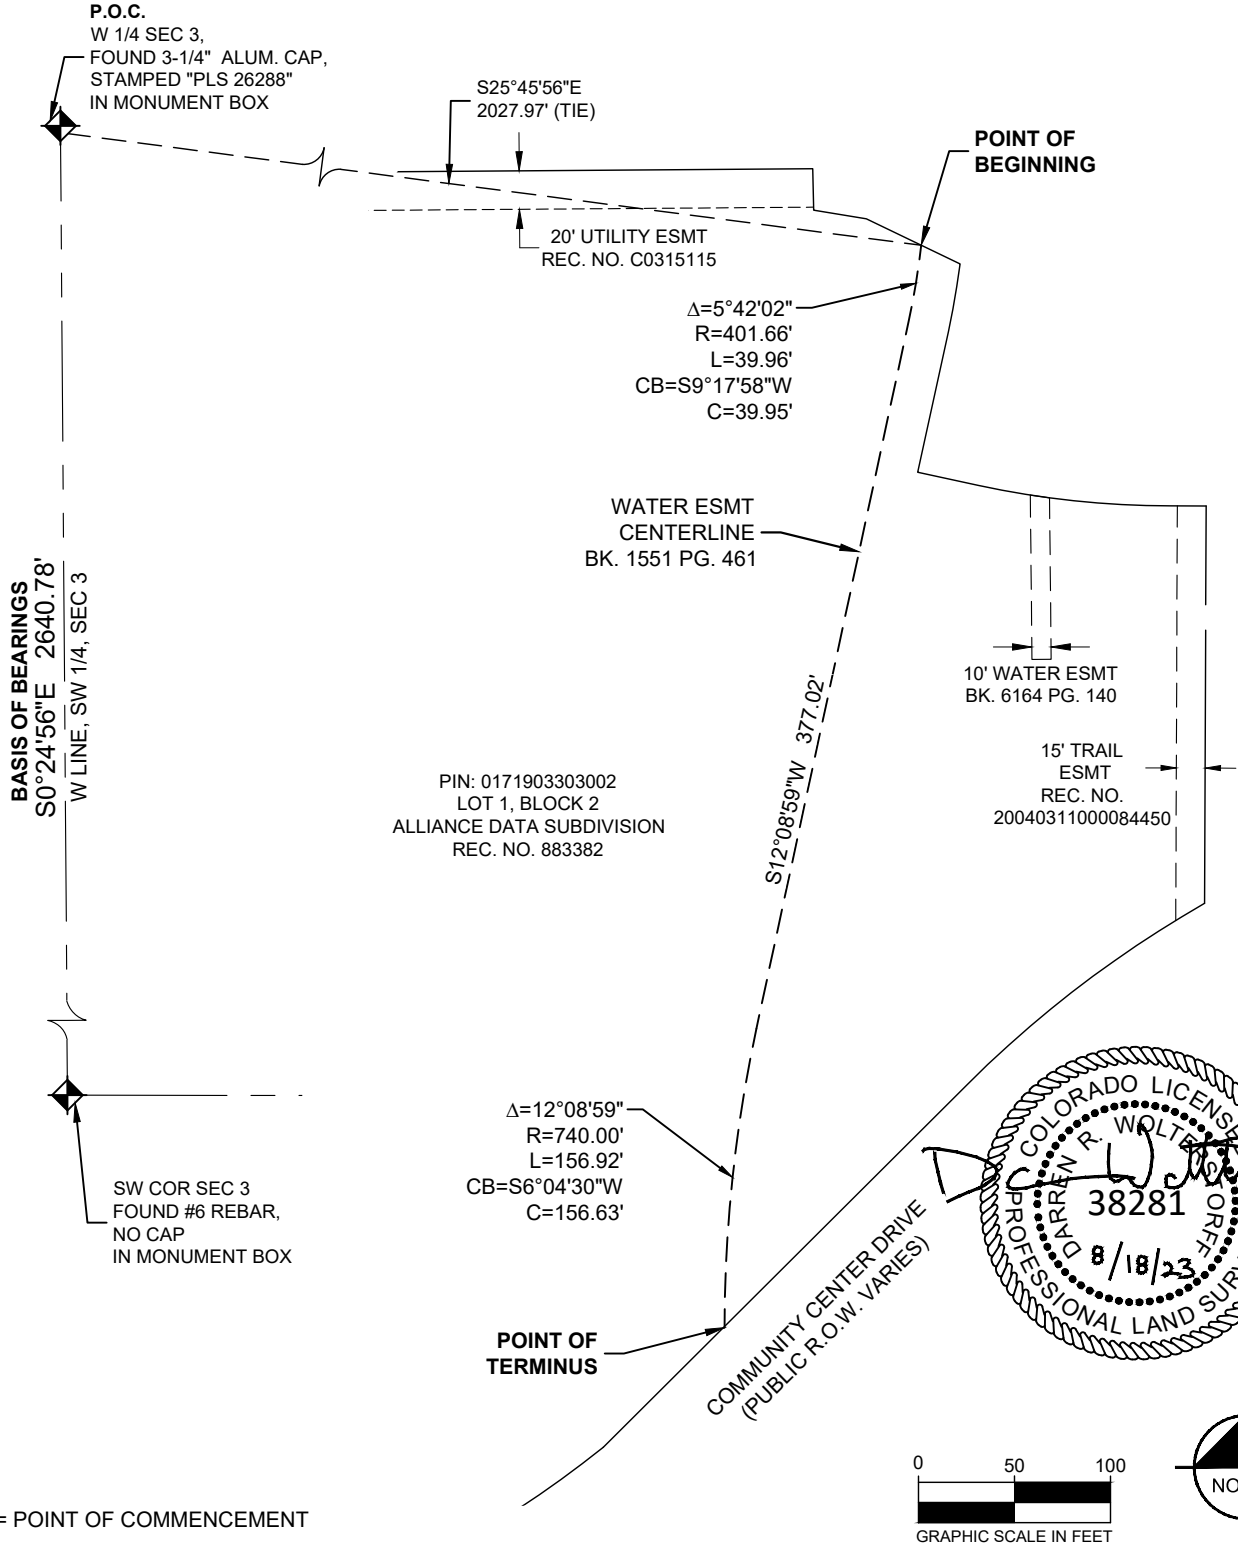 P.O.C.
W 1/4 SEC 3,
FOUND 3-1/4" ALUM. CAP,
STAMPED "PLS 26288"
IN MONUMENT BOX
S25°45'56"E
2027.97' (TIE)
POINT OF
BEGINNING
20' UTILITY ESMT
REC. NO. C0315115
Δ=5°42'02"
R=401.66'
L=39.96'
CB=S9°17'58"W
C=39.95'
WATER ESMT
CENTERLINE
BK. 1551 PG. 461
BASIS OF BEARINGS
S0°24'56"E 2640.78'
W LINE, SW 1/4, SEC 3
S12°08'59"W 377.02'
10' WATER ESMT
BK. 6164 PG. 140
15' TRAIL
ESMT
REC. NO.
20040311000084450
PIN: 0171903303002
LOT 1, BLOCK 2
ALLIANCE DATA SUBDIVISION
REC. NO. 883382
Δ=12°08'59"
R=740.00'
L=156.92'
CB=S6°04'30"W
C=156.63'
SW COR SEC 3
FOUND #6 REBAR,
NO CAP
IN MONUMENT BOX
POINT OF
TERMINUS
COMMUNITY CENTER DRIVE
(PUBLIC R.O.W. VARIES)
COLORADO LICENSE
DARREN R. WOLTERSTORFF
38281
8/18/23
PROFESSIONAL LAND SUR
0 50 100
GRAPHIC SCALE IN FEET
NO
= POINT OF COMMENCEMENT